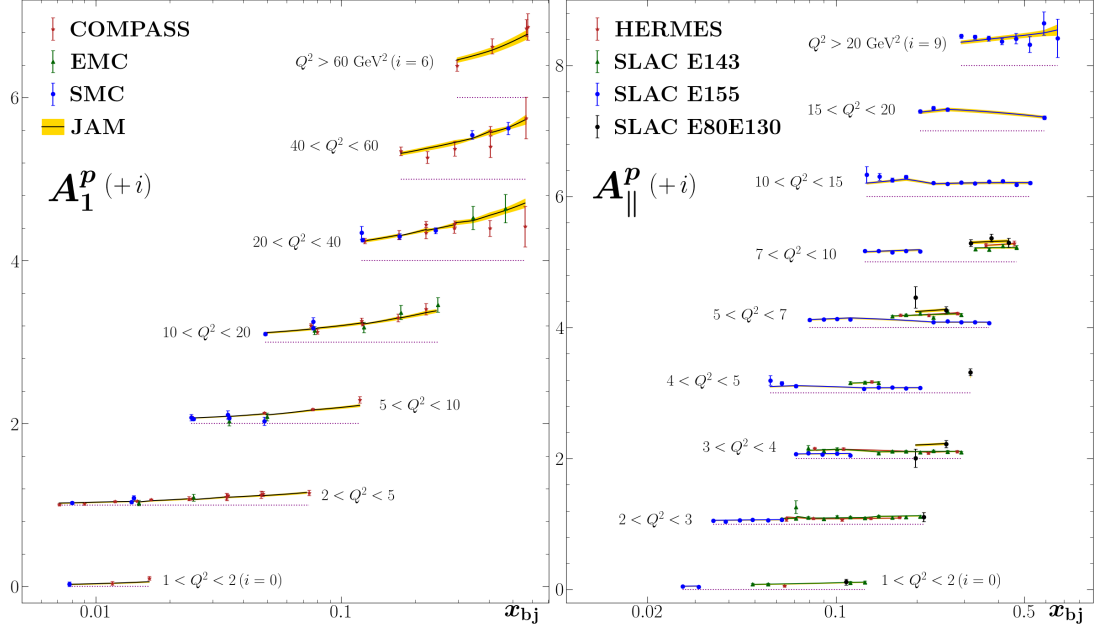 COMPASS
EMC
SMC
JAM
A₁ᵖ (+i)
Q² > 60 GeV² (i = 6)
40 < Q² < 60
20 < Q² < 40
10 < Q² < 20
5 < Q² < 10
2 < Q² < 5
1 < Q² < 2 (i = 0)
6
4
2
0
0.01
0.1
x_bj
HERMES
SLAC E143
SLAC E155
SLAC E80E130
A_∥ᵖ (+i)
Q² > 20 GeV² (i = 9)
15 < Q² < 20
10 < Q² < 15
7 < Q² < 10
5 < Q² < 7
4 < Q² < 5
3 < Q² < 4
2 < Q² < 3
1 < Q² < 2 (i = 0)
8
6
4
2
0
0.02
0.1
0.5
x_bj